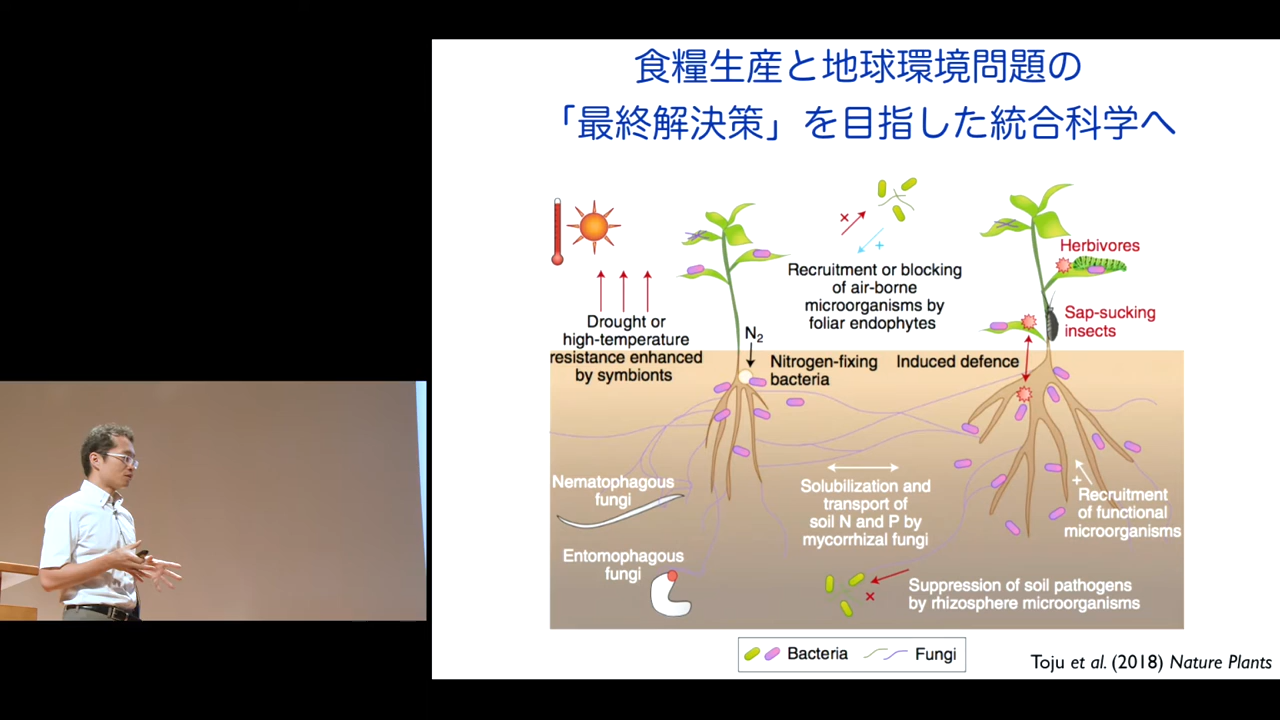 食糧生産と地球環境問題の
「最終解決策」を目指した統合科学へ
Drought or
high-temperature
resistance enhanced
by symbionts
N2
Nitrogen-fixing
bacteria
×
+
Recruitment or blocking
of air-borne
microorganisms by
foliar endophytes
Herbivores
Sap-sucking
insects
Induced defence
Nematophagous
fungi
Entomophagous
fungi
Solubilization and
transport of
soil N and P by
mycorrhizal fungi
+
Recruitment
of functional
microorganisms
×
Suppression of soil pathogens
by rhizosphere microorganisms
Bacteria
Fungi
Toju et al. (2018) Nature Plants